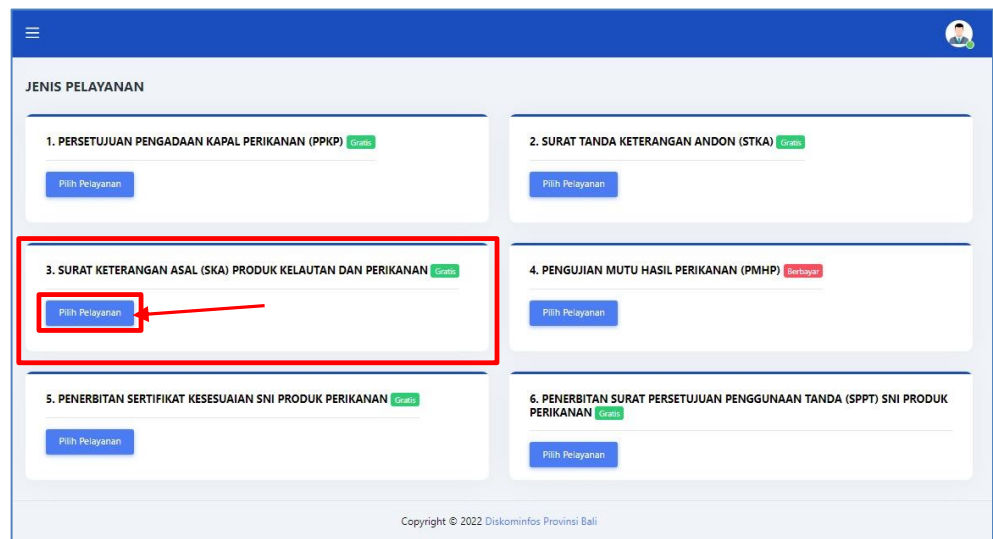 JENIS PELAYANAN
1. PERSETUJUAN PENGADAAN KAPAL PERIKANAN (PPKP) Gratis
Pilih Pelayanan
2. SURAT TANDA KETERANGAN ANDON (STKA) Gratis
Pilih Pelayanan
3. SURAT KETERANGAN ASAL (SKA) PRODUK KELAUTAN DAN PERIKANAN Gratis
Pilih Pelayanan
4. PENGUJIAN MUTU HASIL PERIKANAN (PMHP) Berbayar
Pilih Pelayanan
5. PENERBITAN SERTIFIKAT KESESUAIAN SNI PRODUK PERIKANAN Gratis
Pilih Pelayanan
6. PENERBITAN SURAT PERSETUJUAN PENGGUNAAN TANDA (SPPT) SNI PRODUK
PERIKANAN Gratis
Pilih Pelayanan
Copyright © 2022 Diskominfos Provinsi Bali